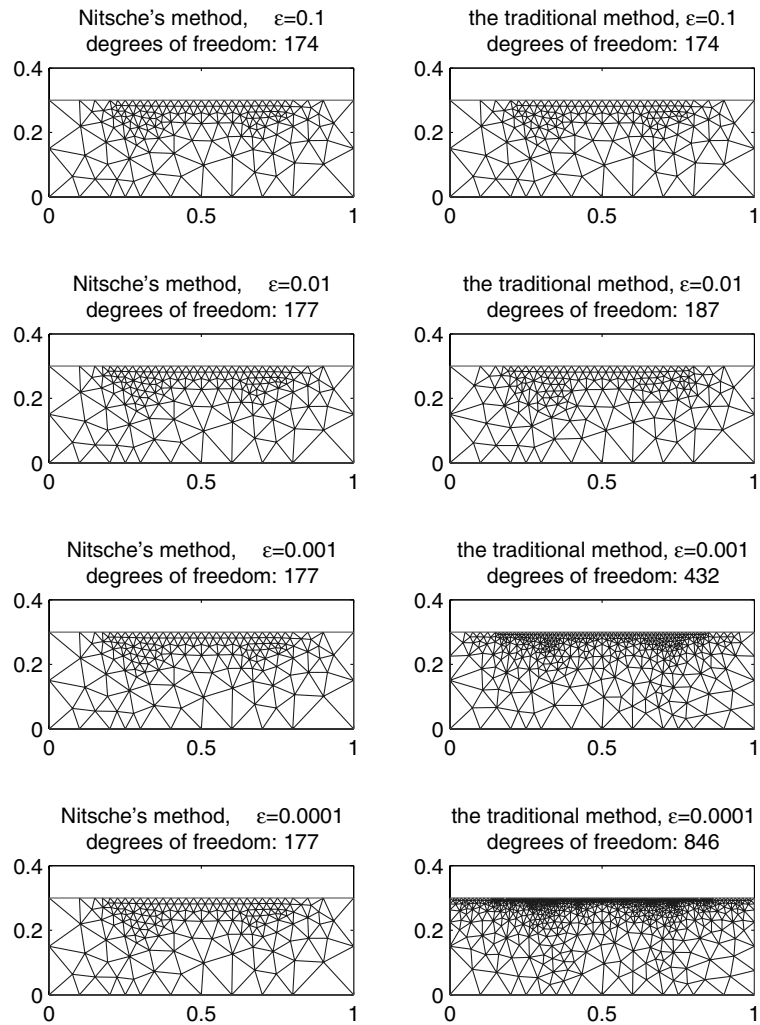 Nitsche's method, ε=0.1
degrees of freedom: 174
0.4
0.2
0
0 0.5 1
the traditional method, ε=0.1
degrees of freedom: 174
0.4
0.2
0
0 0.5 1
Nitsche's method, ε=0.01
degrees of freedom: 177
0.4
0.2
0
0 0.5 1
the traditional method, ε=0.01
degrees of freedom: 187
0.4
0.2
0
0 0.5 1
Nitsche's method, ε=0.001
degrees of freedom: 177
0.4
0.2
0
0 0.5 1
the traditional method, ε=0.001
degrees of freedom: 432
0.4
0.2
0
0 0.5 1
Nitsche's method, ε=0.0001
degrees of freedom: 177
0.4
0.2
0
0 0.5 1
the traditional method, ε=0.0001
degrees of freedom: 846
0.4
0.2
0
0 0.5 1